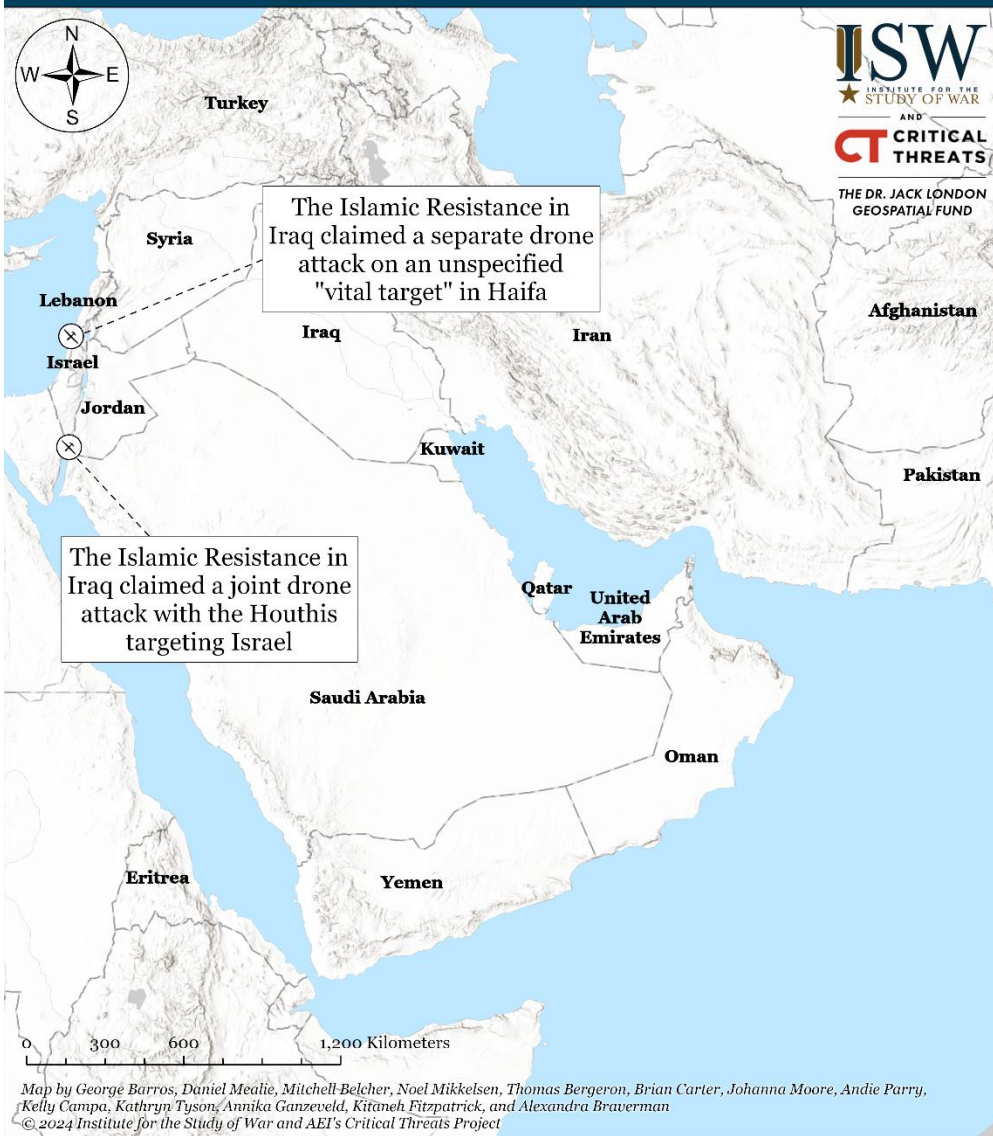 N
W
E
S
ISW
INSTITUTE FOR THE
STUDY OF WAR
AND
CT CRITICAL
THREATS
THE DR. JACK LONDON
GEOSPATIAL FUND
Turkey
The Islamic Resistance in
Iraq claimed a separate drone
attack on an unspecified
"vital target" in Haifa
Syria
Lebanon
Israel
Iraq
Iran
Afghanistan
Jordan
Kuwait
Pakistan
The Islamic Resistance in
Iraq claimed a joint drone
attack with the Houthis
targeting Israel
Qatar
United
Arab
Emirates
Saudi Arabia
Oman
Eritrea
Yemen
0 300 600 1,200 Kilometers
Map by George Barros, Daniel Mealie, Mitchell Belcher, Noel Mikkelsen, Thomas Bergeron, Brian Carter, Johanna Moore, Andie Parry,
Kelly Campa, Kathryn Tyson, Annika Ganzeveld, Kitaneh Fitzpatrick, and Alexandra Braverman
© 2024 Institute for the Study of War and AEI's Critical Threats Project